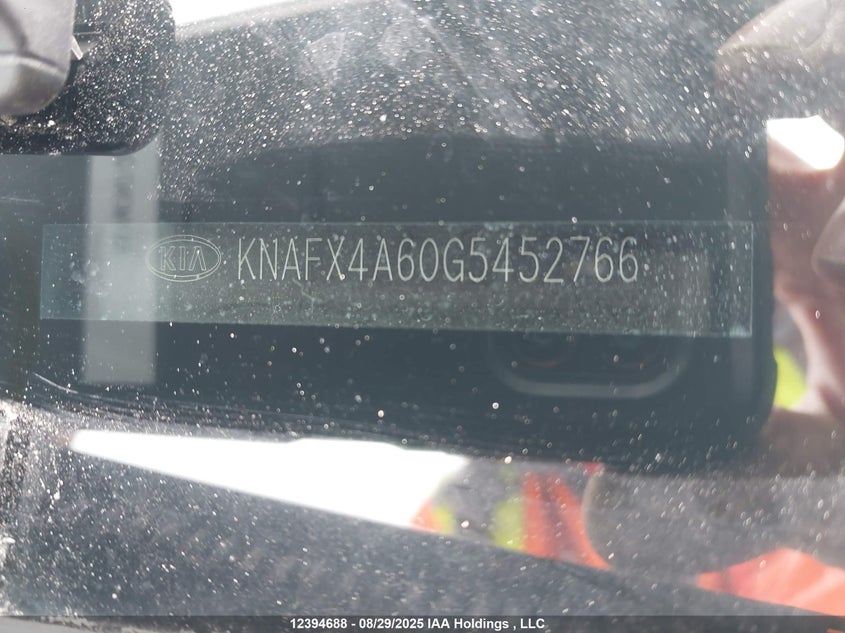 KIA KNAFX4A60G5452766
12394688 - 08/29/2025 IAA Holdings , LLC